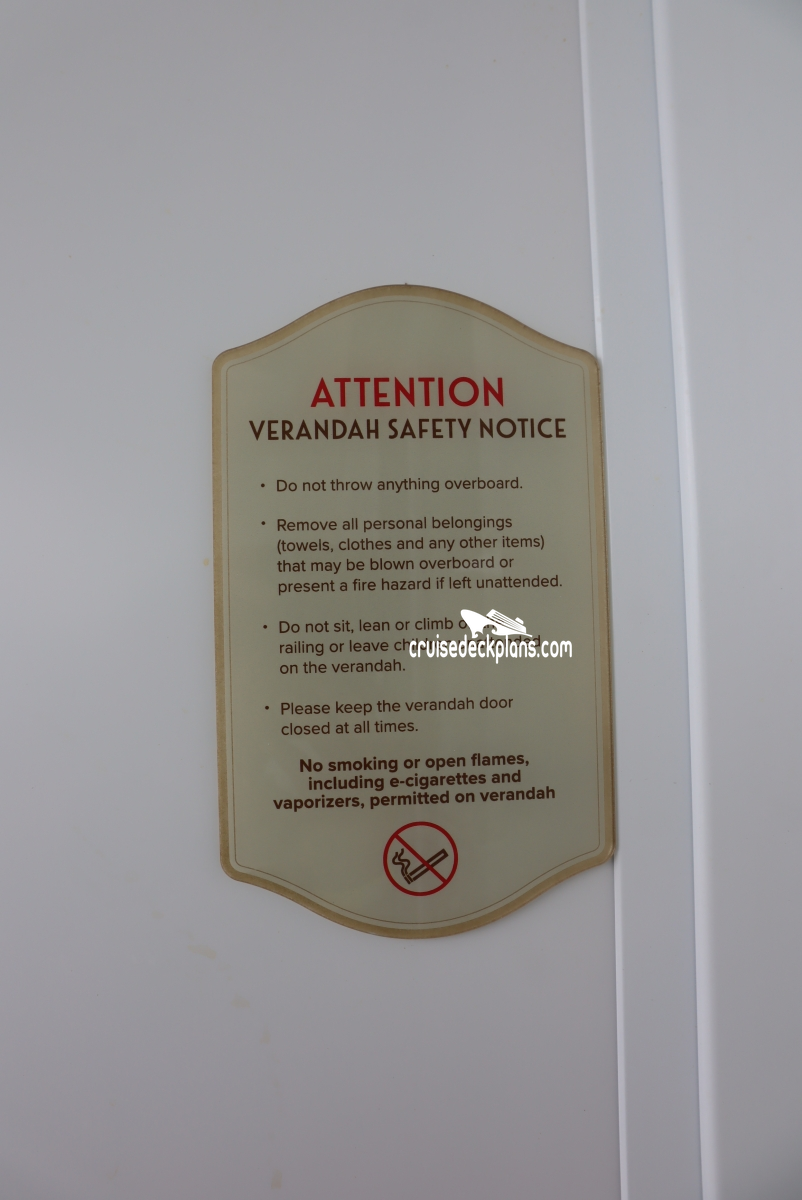 ATTENTION
VERANDAH SAFETY NOTICE
• Do not throw anything overboard.
• Remove all personal belongings
(towels, clothes and any other items)
that may be blown overboard or
present a fire hazard if left unattended.
• Do not sit, lean or climb
railing or leave
on the verandah.
cruisedeckplans.com
• Please keep the verandah door
closed at all times.
No smoking or open flames,
including e-cigarettes and
vaporizers, permitted on verandah